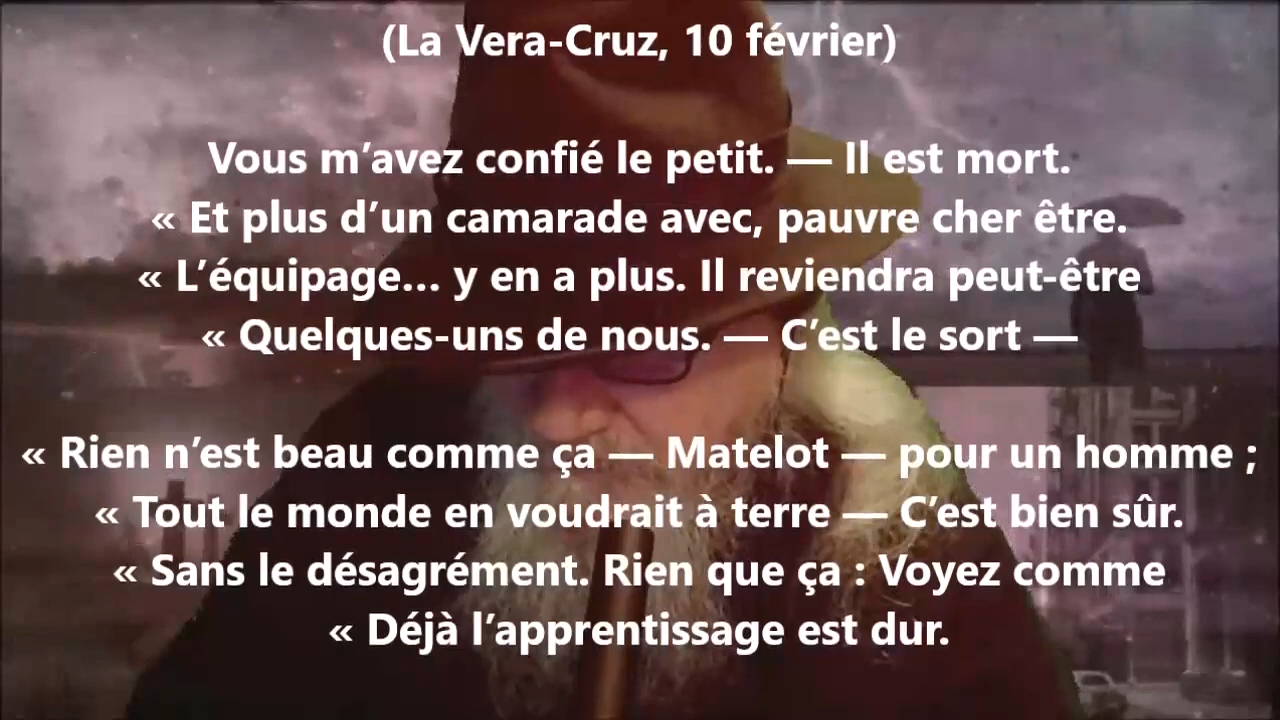 (La Vera-Cruz, 10 février)
Vous m’avez confié le petit. — Il est mort.
« Et plus d’un camarade avec, pauvre cher être.
« L’équipage… y en a plus. Il reviendra peut-être
« Quelques-uns de nous. — C’est le sort —
« Rien n’est beau comme ça — Matelot — pour un homme ;
« Tout le monde en voudrait à terre — C’est bien sûr.
« Sans le désagrément. Rien que ça : Voyez comme
« Déjà l’apprentissage est dur.